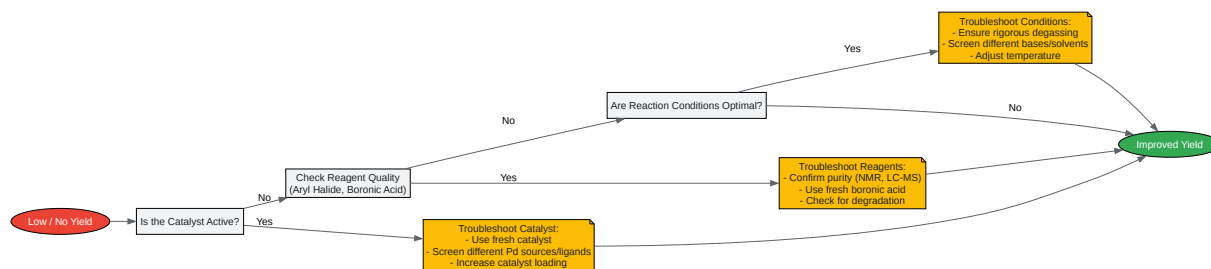 Low / No Yield
Is the Catalyst Active?
No
Yes
Check Reagent Quality
(Aryl Halide, Boronic Acid)
No
Yes
Troubleshoot Catalyst:
- Use fresh catalyst
- Screen different Pd sources/ligands
- Increase catalyst loading
Are Reaction Conditions Optimal?
Yes
No
Troubleshoot Reagents:
- Confirm purity (NMR, LC-MS)
- Use fresh boronic acid
- Check for degradation
Troubleshoot Conditions:
- Ensure rigorous degassing
- Screen different bases/solvents
- Adjust temperature
Improved Yield